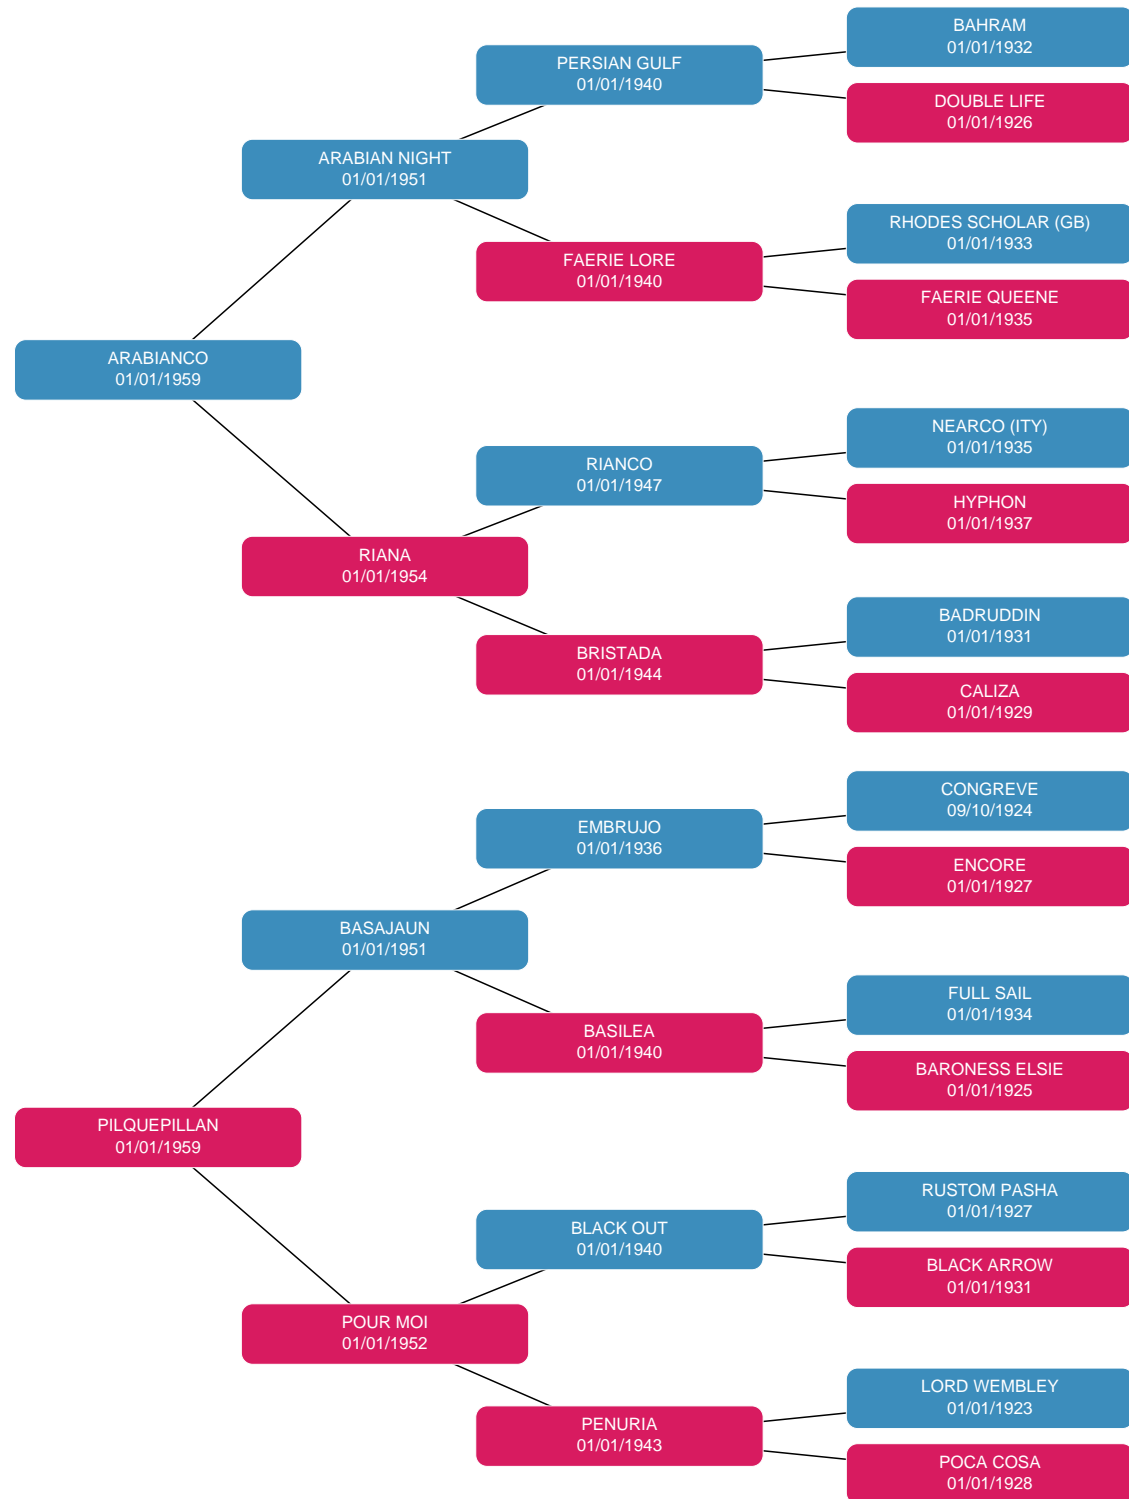 BAHRAM
01/01/1932
PERSIAN GULF
01/01/1940
DOUBLE LIFE
01/01/1926
ARABIAN NIGHT
01/01/1951
RHODES SCHOLAR (GB)
01/01/1933
FAERIE LORE
01/01/1940
FAERIE QUEENE
01/01/1935
ARABIANCO
01/01/1959
NEARCO (ITY)
01/01/1935
RIANCO
01/01/1947
HYPHON
01/01/1937
RIANA
01/01/1954
BADRUDDIN
01/01/1931
BRISTADA
01/01/1944
CALIZA
01/01/1929
CONGREVE
09/10/1924
EMBRUJO
01/01/1936
ENCORE
01/01/1927
BASAJAUN
01/01/1951
FULL SAIL
01/01/1934
BASILEA
01/01/1940
BARONESS ELSIE
01/01/1925
PILQUEPILLAN
01/01/1959
RUSTOM PASHA
01/01/1927
BLACK OUT
01/01/1940
BLACK ARROW
01/01/1931
POUR MOI
01/01/1952
LORD WEMBLEY
01/01/1923
PENURIA
01/01/1943
POCA COSA
01/01/1928